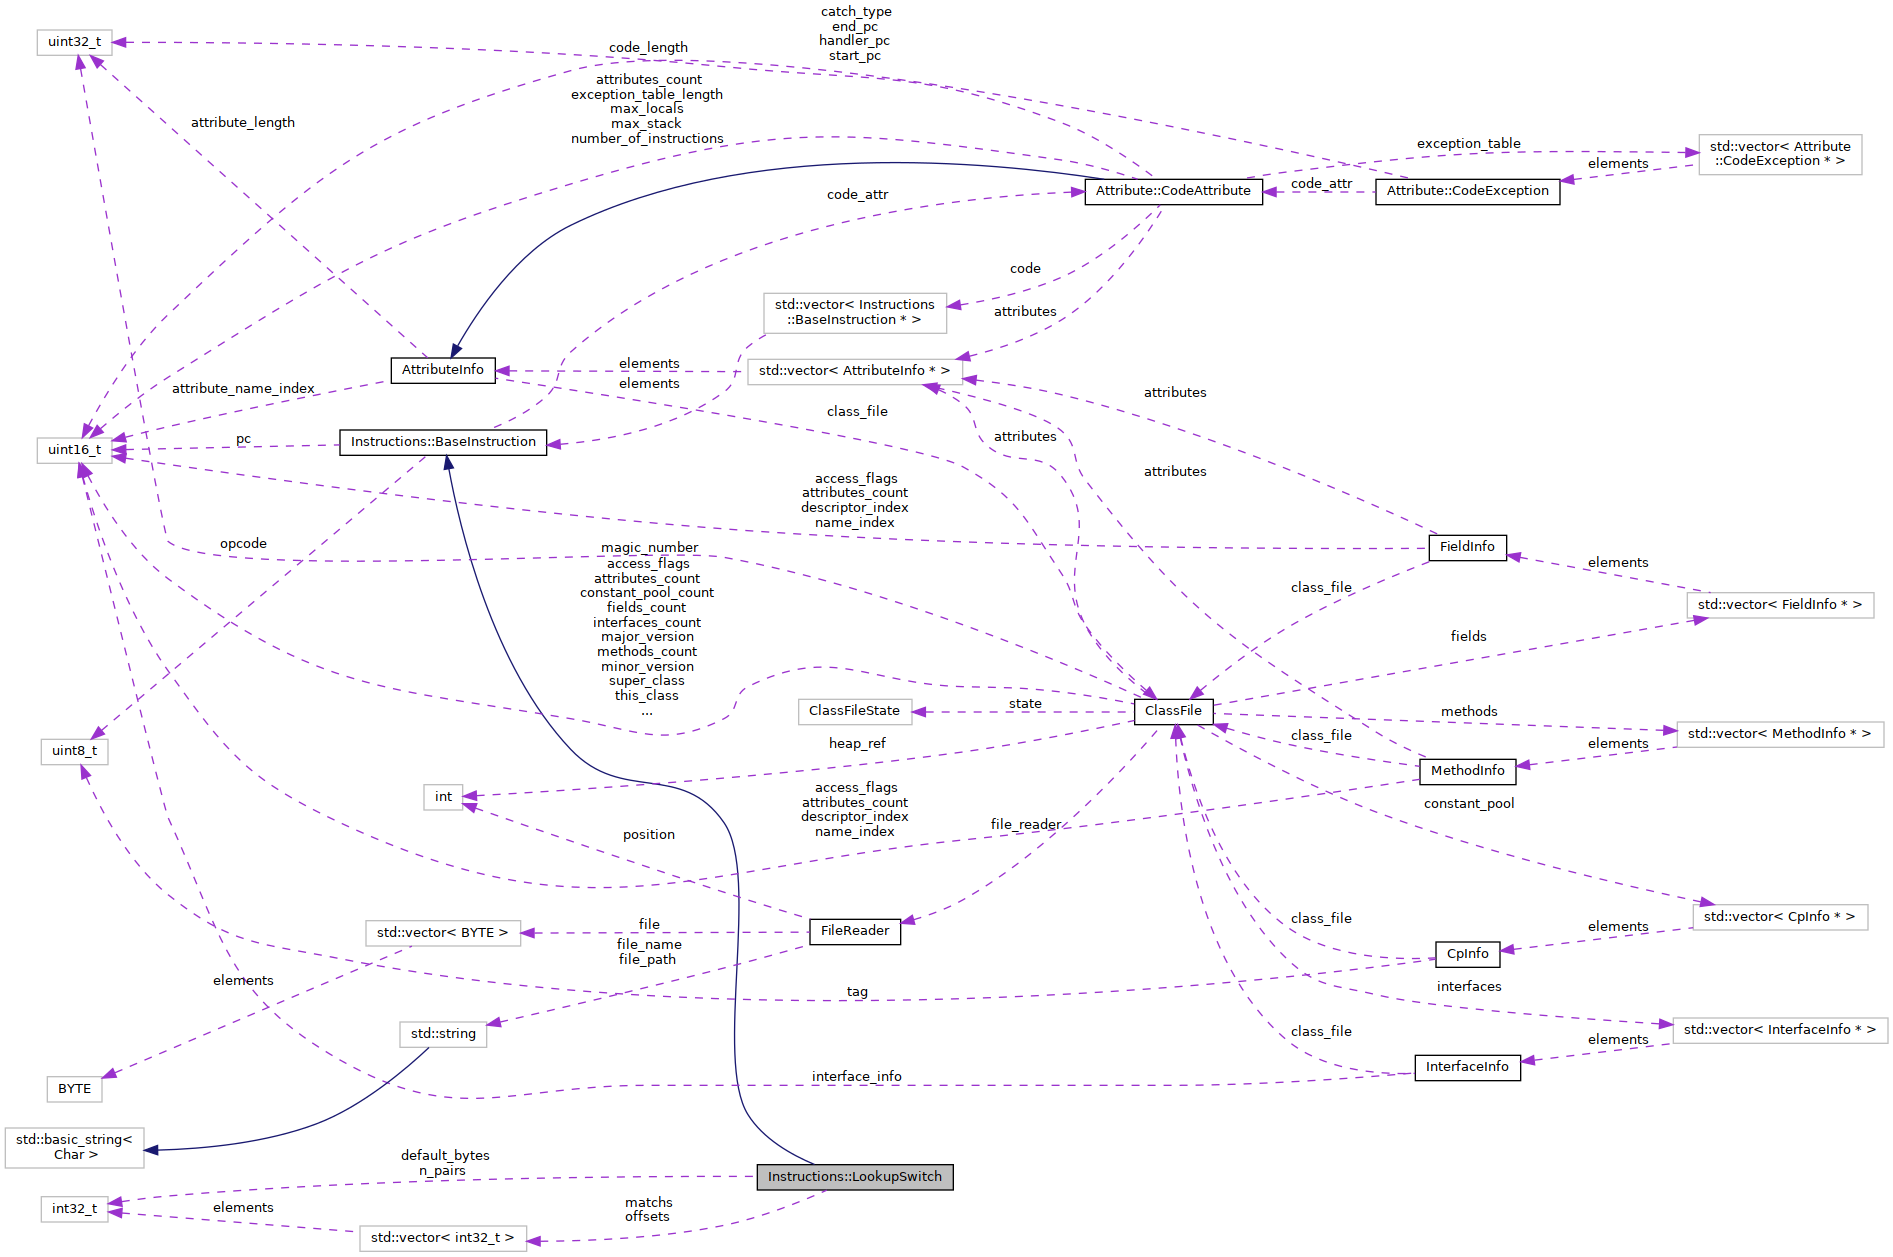 catch_type
end_pc
handler_pc
start_pc
uint32_t
code_length
attributes_count
exception_table_length
max_locals
max_stack
number_of_instructions
attribute_length
exception_table
std::vector< Attribute
::CodeException * >
elements
Attribute::CodeAttribute
code_attr
Attribute::CodeException
code_attr
code
std::vector< Instructions
::BaseInstruction * >
attributes
AttributeInfo
elements
std::vector< AttributeInfo * >
elements
attribute_name_index
class_file
attributes
uint16_t
pc
Instructions::BaseInstruction
attributes
attributes
access_flags
attributes_count
descriptor_index
name_index
opcode
magic_number
access_flags
attributes_count
constant_pool_count
fields_count
interfaces_count
major_version
methods_count
minor_version
super_class
this_class
...
FieldInfo
elements
class_file
std::vector< FieldInfo * >
fields
ClassFileState
state
ClassFile
methods
std::vector< MethodInfo * >
class_file
elements
uint8_t
heap_ref
MethodInfo
int
access_flags
attributes_count
descriptor_index
name_index
file_reader
constant_pool
position
std::vector< BYTE >
file
FileReader
file_name
file_path
class_file
std::vector< CpInfo * >
elements
CpInfo
elements
tag
interfaces
std::string
class_file
std::vector< InterfaceInfo * >
elements
InterfaceInfo
BYTE
interface_info
std::basic_string<
Char >
default_bytes
n_pairs
Instructions::LookupSwitch
int32_t
elements
matchs
offsets
std::vector< int32_t >